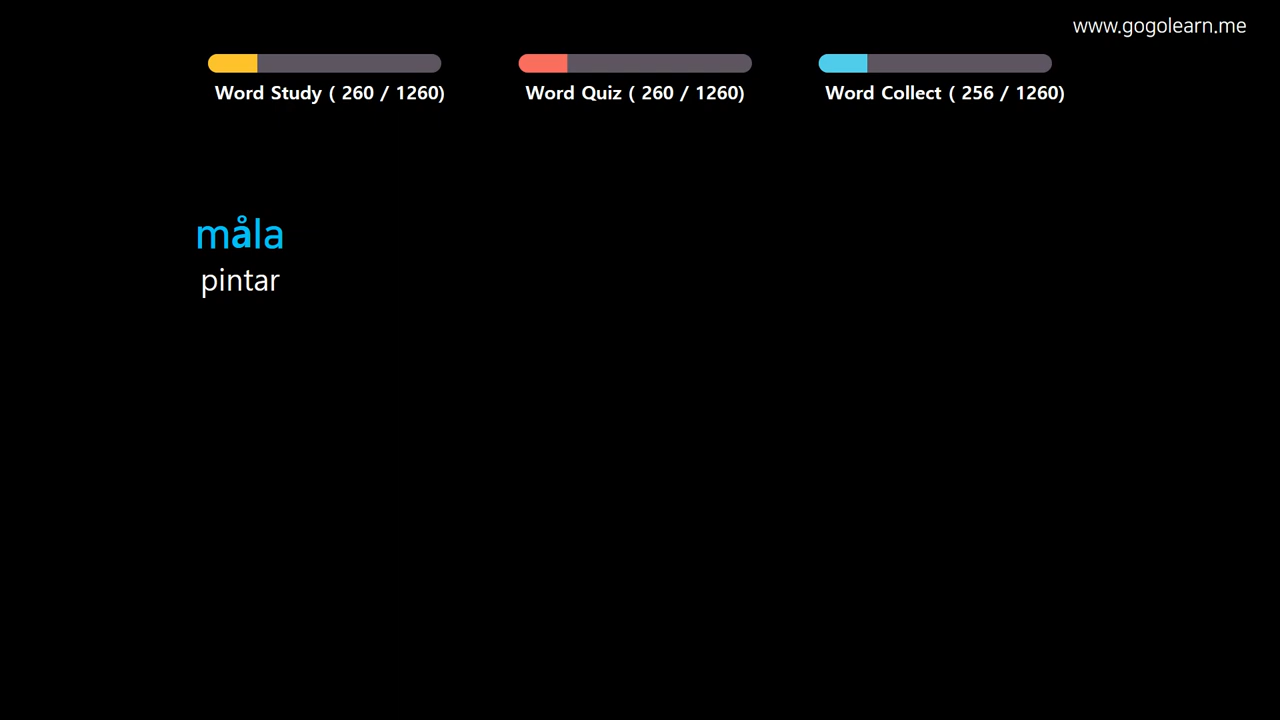 www.gogolearn.me
Word Study ( 260 / 1260)
Word Quiz ( 260 / 1260)
Word Collect ( 256 / 1260)
måla
pintar